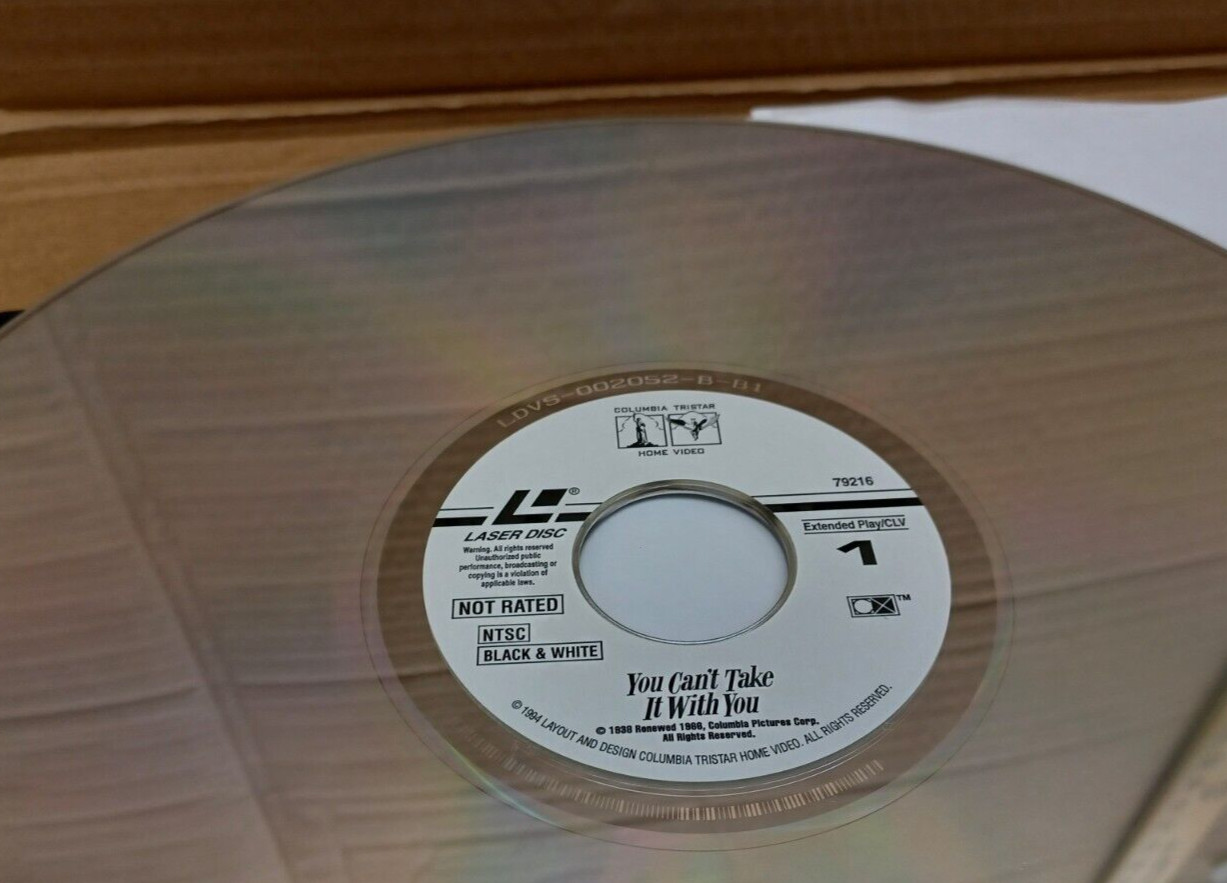 LDVS-002052-B-B1
COLUMBIA TRISTAR
HOME VIDEO
79216
LASER DISC
Extended Play/CLV
1
Warning. All rights reserved
Unauthorized public
performance, broadcasting or
copying is a violation of
applicable laws.
NOT RATED
NTSC
BLACK & WHITE
You Can't Take
It With You
© 1938 Renewed 1966, Columbia Pictures Corp.
All Rights Reserved.
© 1994 LAYOUT AND DESIGN COLUMBIA TRISTAR HOME VIDEO. ALL RIGHTS RESERVED.